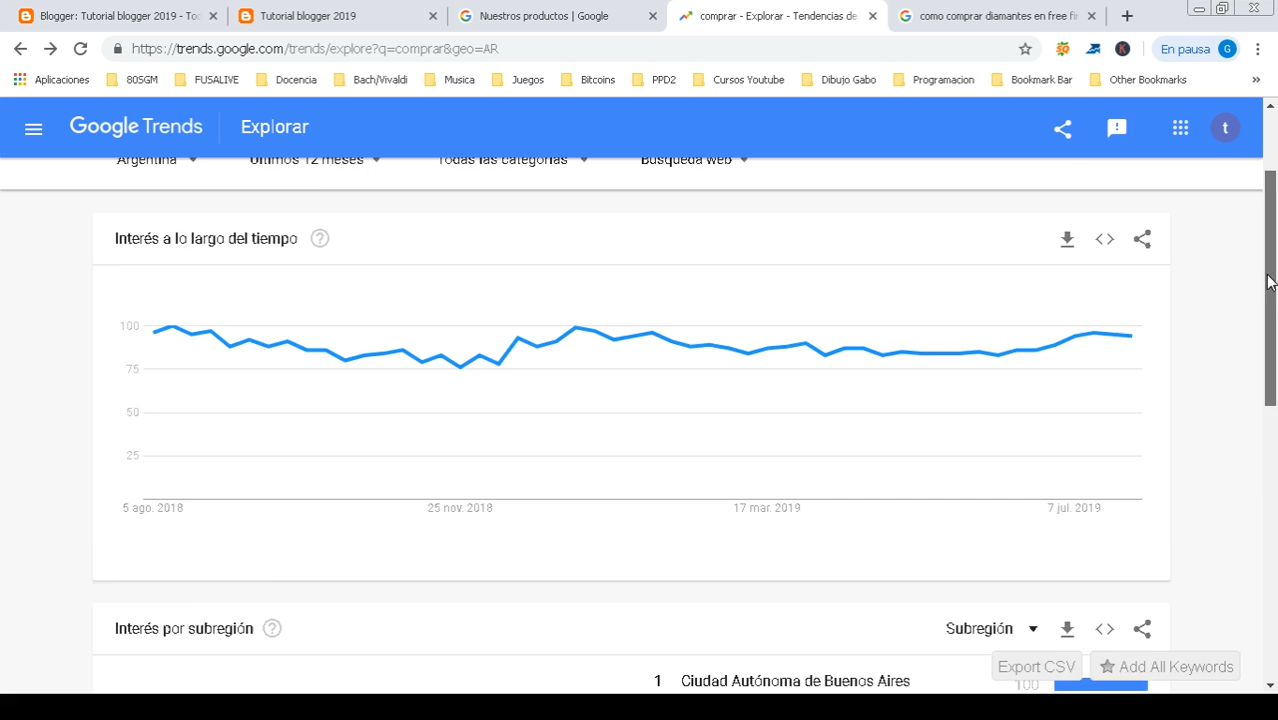 Blogger: Tutorial blogger 2019 - Too
Tutorial blogger 2019
Nuestros productos | Google
comprar - Explorar - Tendencias de
como comprar diamantes en free fir
https://trends.google.com/trends/explore?q=comprar&geo=AR
En pausa G
Aplicaciones 80SGM FUSALIVE Docencia Bach/Vivaldi Musica Juegos Bitcoins PPD2 Cursos Youtube Dibujo Gabo Programacion Bookmark Bar Other Bookmarks »
Google Trends Explorar t
Argentina Últimos 12 meses Todas las categorías Búsqueda web
Interés a lo largo del tiempo ?
100
75
50
25
5 ago. 2018 25 nov. 2018 17 mar. 2019 7 jul. 2019
Interés por subregión ? Subregión
Export CSV Add All Keywords
1 Ciudad Autónoma de Buenos Aires 100